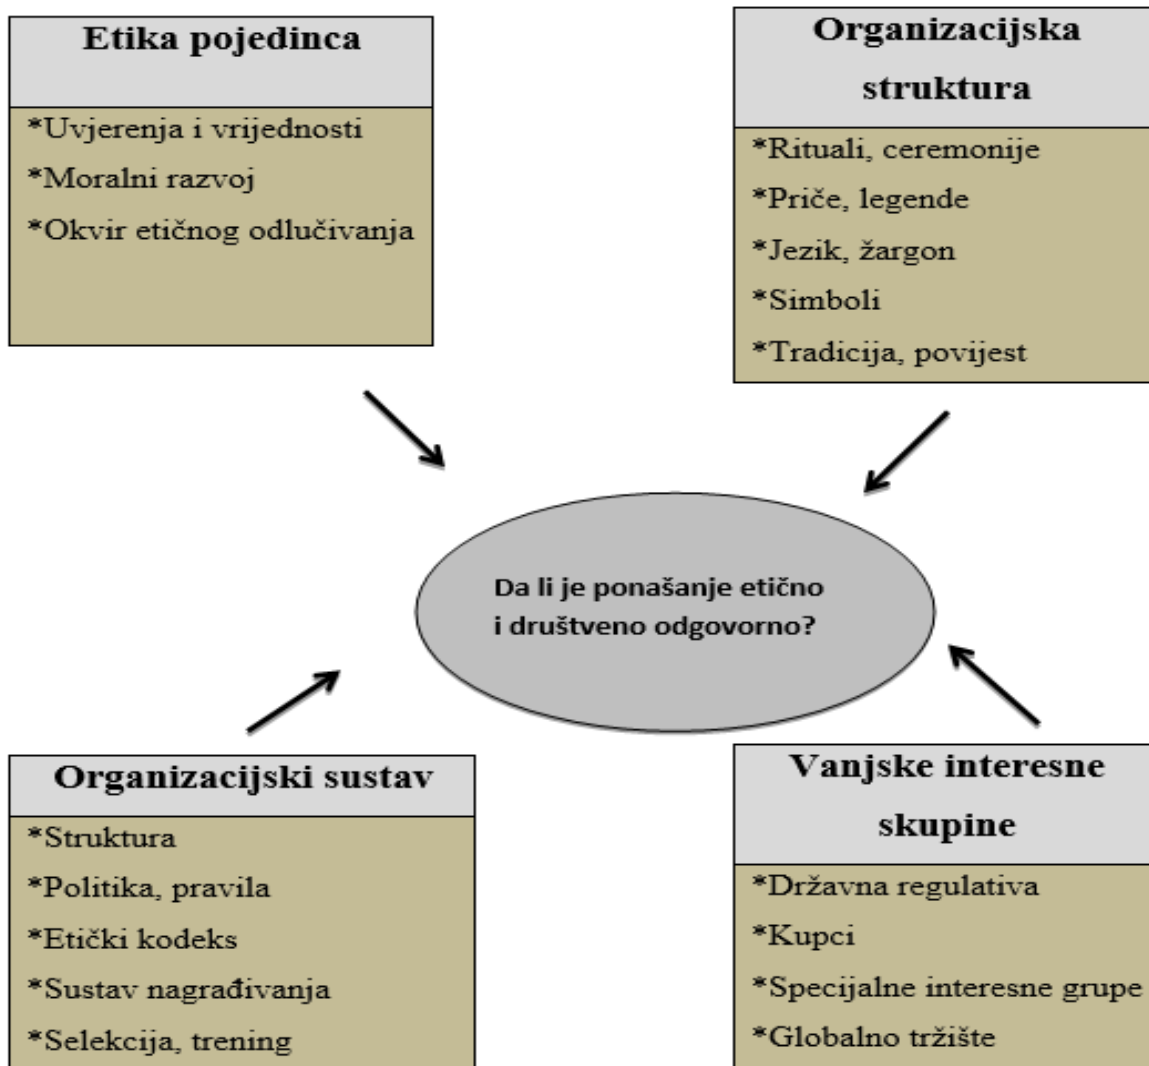 Etika pojedinca
*Uvjerenja i vrijednosti
*Moralni razvoj
*Okvir etičnog odlučivanja
Organizacijska
struktura
*Rituali, ceremonije
*Priče, legende
*Jezik, žargon
*Simboli
*Tradicija, povijest
Da li je ponašanje etično
i društveno odgovorno?
Organizacijski sustav
*Struktura
*Politika, pravila
*Etički kodeks
*Sustav nagrađivanja
*Selekcija, trening
Vanjske interesne
skupine
*Državna regulativa
*Kupci
*Specijalne interesne grupe
*Globalno tržište